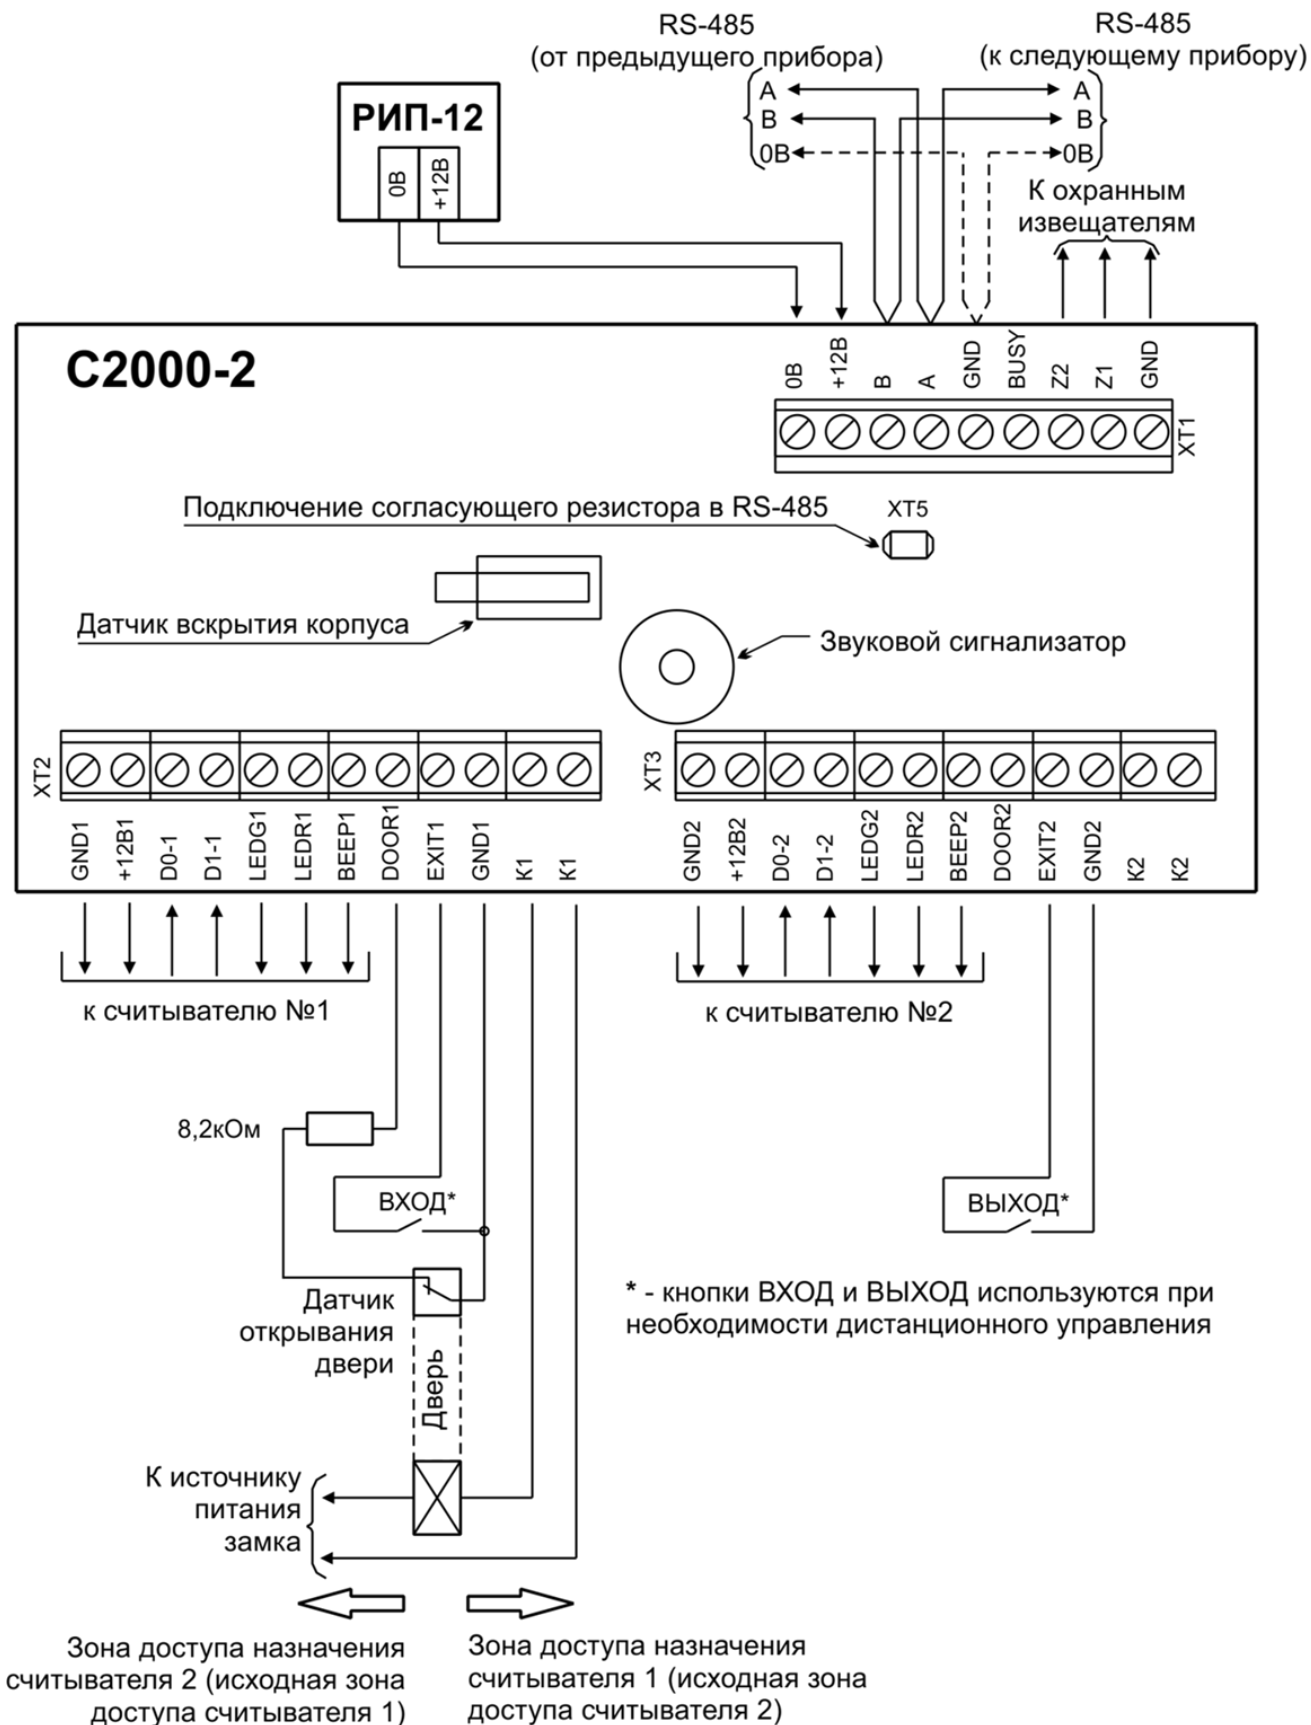 RS-485
(от предыдущего прибора)
RS-485
(к следующему прибору)
A
B
0В
A
B
0В
РИП-12
0В
+12В
К охранным
извещателям
С2000-2
0В
+12В
B
A
GND
BUSY
Z2
Z1
GND
XT1
Подключение согласующего резистора в RS-485
XT5
Датчик вскрытия корпуса
Звуковой сигнализатор
XT2
GND1
+12В1
D0-1
D1-1
LEDG1
LEDR1
BEEP1
DOOR1
EXIT1
GND1
К1
К1
XT3
GND2
+12В2
D0-2
D1-2
LEDG2
LEDR2
BEEP2
DOOR2
EXIT2
GND2
К2
К2
к считывателю №1
к считывателю №2
8,2кОм
ВХОД*
ВЫХОД*
Датчик
открывания
двери
* - кнопки ВХОД и ВЫХОД используются при
необходимости дистанционного управления
Дверь
К источнику
питания
замка
Зона доступа назначения
считывателя 2 (исходная зона
доступа считывателя 1)
Зона доступа назначения
считывателя 1 (исходная зона
доступа считывателя 2)